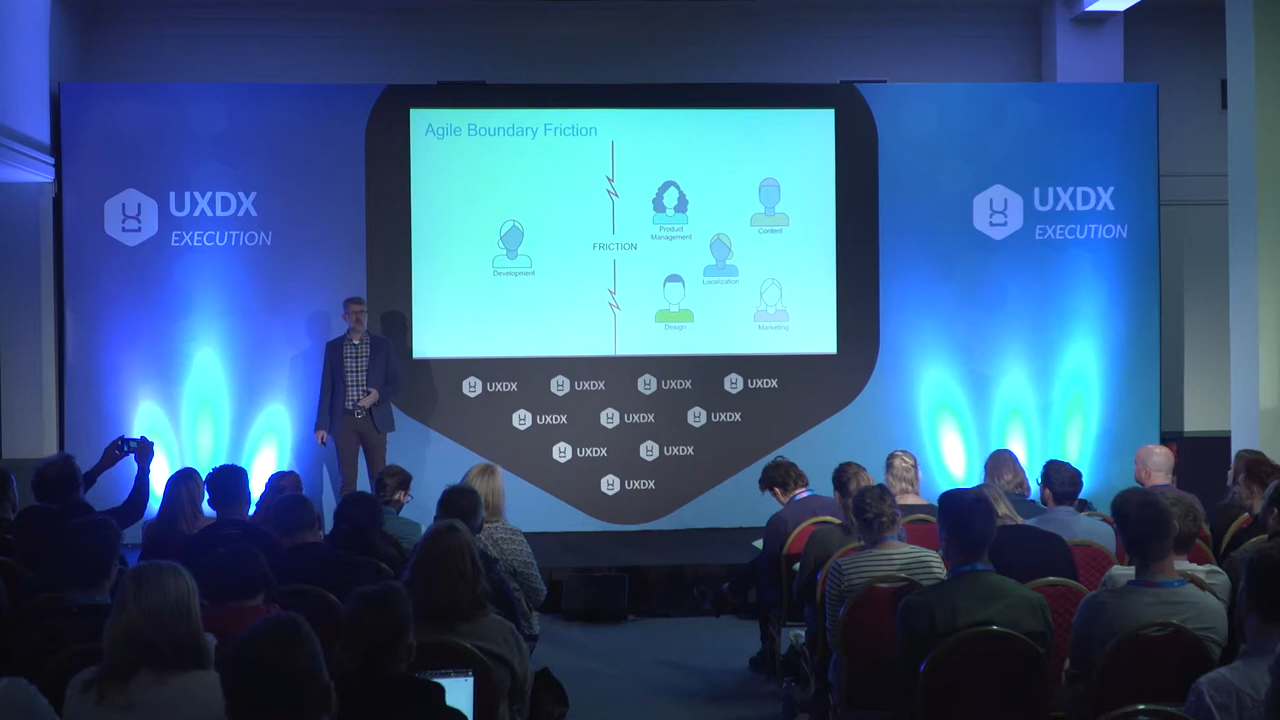 Agile Boundary Friction
UXDX
EXECUTION
UXDX
EXECUTION
Product
Management
Content
FRICTION
Development
Localization
Design
Marketing
UXDX
UXDX
UXDX
UXDX
UXDX
UXDX
UXDX
UXDX
UXDX
UXDX